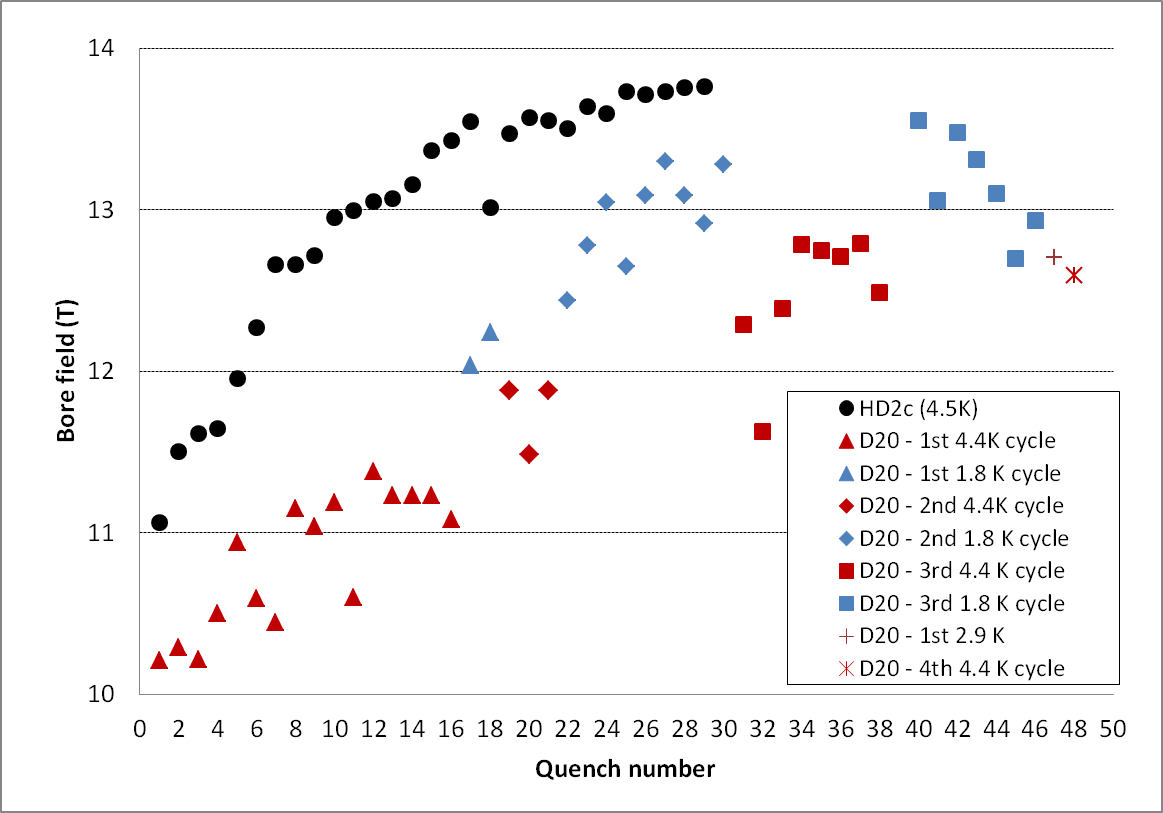 14
13
12
11
10
Bore field (T)
HD2c (4.5K)
D20 - 1st 4.4K cycle
D20 - 1st 1.8 K cycle
D20 - 2nd 4.4K cycle
D20 - 2nd 1.8 K cycle
D20 - 3rd 4.4 K cycle
D20 - 3rd 1.8 K cycle
D20 - 1st 2.9 K
D20 - 4th 4.4 K cycle
0 2 4 6 8 10 12 14 16 18 20 22 24 26 28 30 32 34 36 38 40 42 44 46 48 50
Quench number